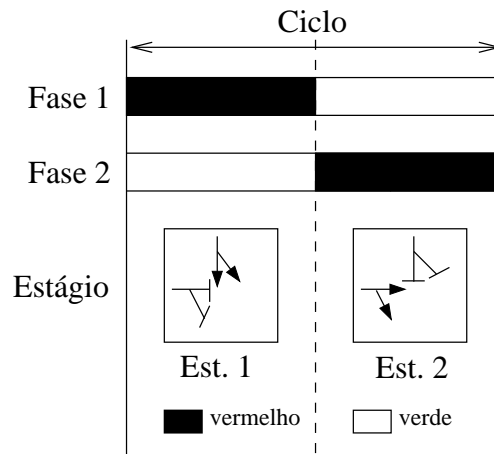 Ciclo
Fase 1
Fase 2
Estágio
Est. 1 Est. 2
vermelho verde